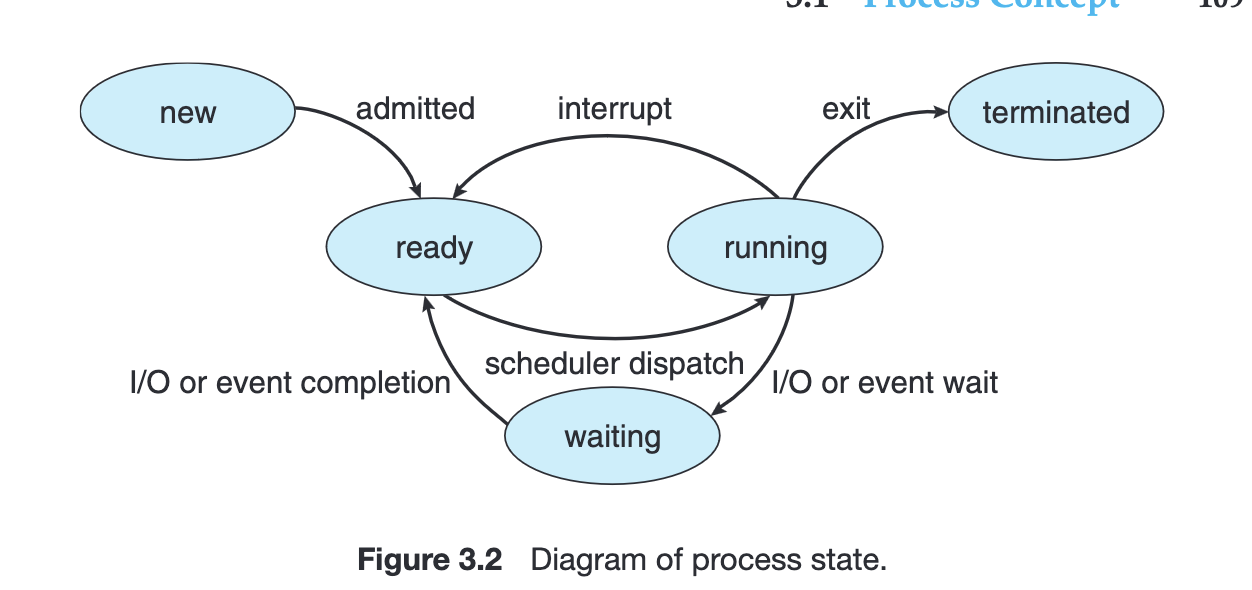 3.1 Process Concept 109
new
admitted
interrupt
exit
terminated
ready
running
scheduler dispatch
I/O or event completion
I/O or event wait
waiting
Figure 3.2 Diagram of process state.